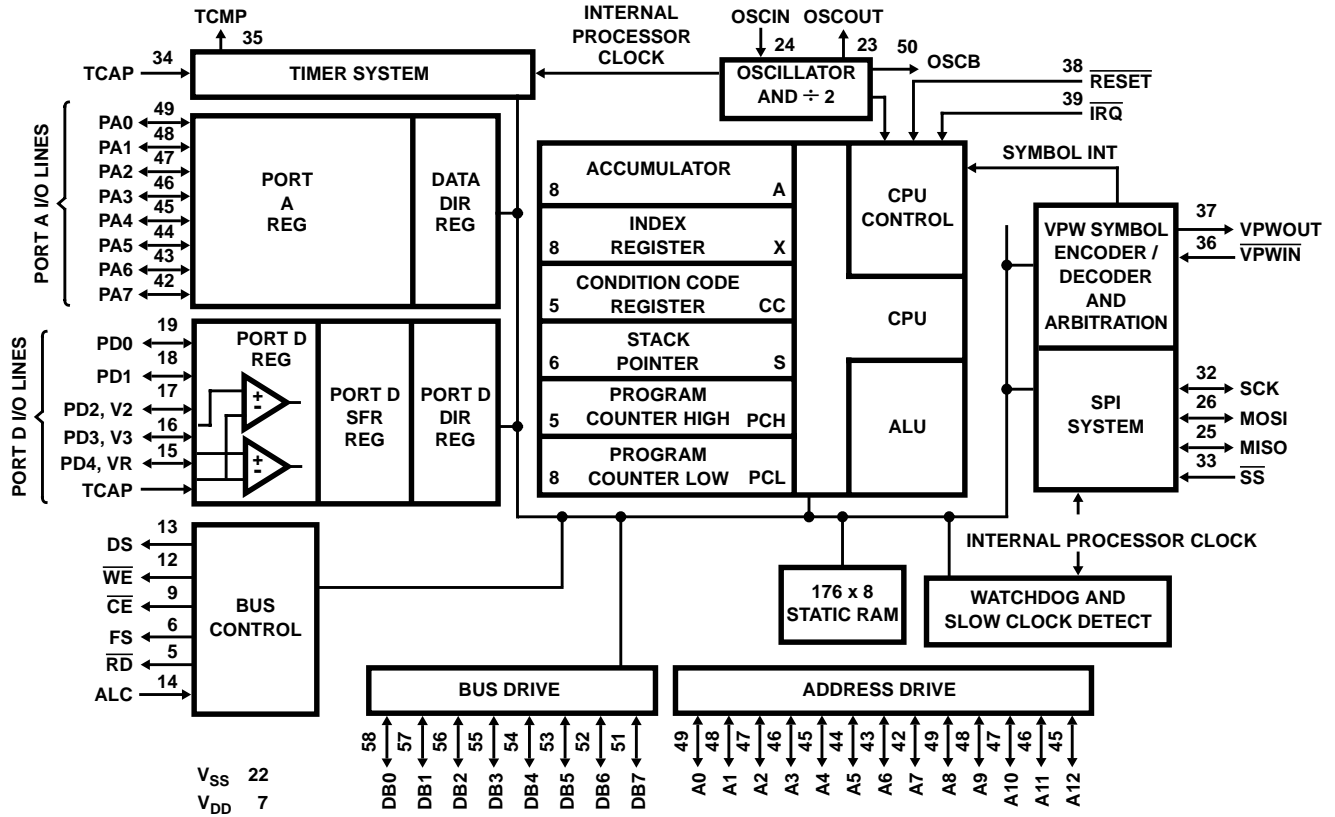 TCMP
35
34
TCAP
TIMER SYSTEM
INTERNAL
PROCESSOR
CLOCK
OSCIN
OSCOUT
24
23
50
OSCB
OSCILLATOR
AND ÷ 2
38
RESET
39
IRQ
SYMBOL INT
PORT A I/O LINES
PA0
49
PA1
48
PA2
47
PA3
46
PA4
45
PA5
44
PA6
43
PA7
42
PORT
A
REG
DATA
DIR
REG
ACCUMULATOR
8
A
INDEX
REGISTER
8
X
CONDITION CODE
REGISTER
5
CC
STACK
POINTER
6
S
PROGRAM
COUNTER HIGH
5
PCH
PROGRAM
COUNTER LOW
8
PCL
CPU
CONTROL
CPU
ALU
VPW SYMBOL
ENCODER /
DECODER
AND
ARBITRATION
37
VPWOUT
36
VPWIN
SPI
SYSTEM
32
SCK
26
MOSI
25
MISO
33
SS
PORT D I/O LINES
PD0
19
PD1
18
PD2, V2
17
PD3, V3
16
PD4, VR
15
TCAP
PORT D
REG
+
-
+
-
PORT D
SFR
REG
PORT D
DIR
REG
DS
13
WE
12
CE
9
FS
6
RD
5
ALC
14
BUS
CONTROL
INTERNAL PROCESSOR CLOCK
176 x 8
STATIC RAM
WATCHDOG AND
SLOW CLOCK DETECT
BUS DRIVE
58
57
56
55
54
53
52
51
DB0
DB1
DB2
DB3
DB4
DB5
DB6
DB7
ADDRESS DRIVE
49
48
47
46
45
44
43
42
49
48
47
46
45
A0
A1
A2
A3
A4
A5
A6
A7
A8
A9
A10
A11
A12
VSS 22
VDD 7